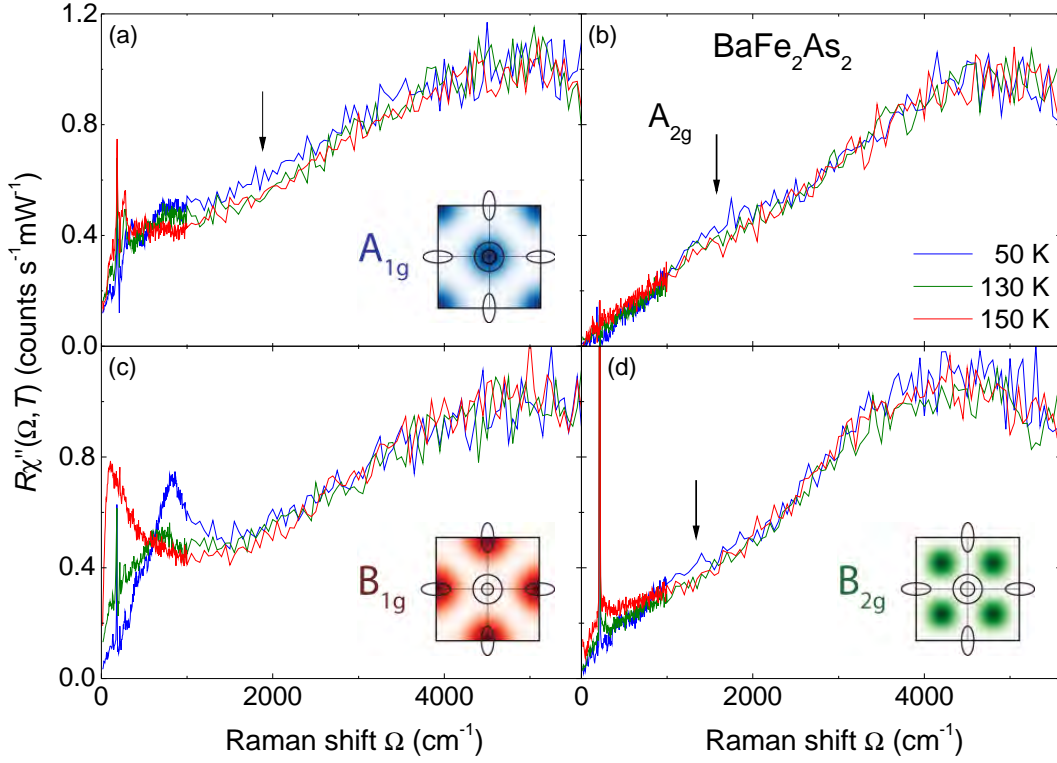 (a)
(b)
BaFe₂As₂
A₂g
A₁g
50 K
130 K
150 K
(c)
(d)
B₁g
B₂g
1.2
0.8
0.4
0.0
0.8
0.4
0.0
Rχ''(Ω, T) (counts s⁻¹mW⁻¹)
0 2000 4000
0 2000 4000
Raman shift Ω (cm⁻¹)
Raman shift Ω (cm⁻¹)